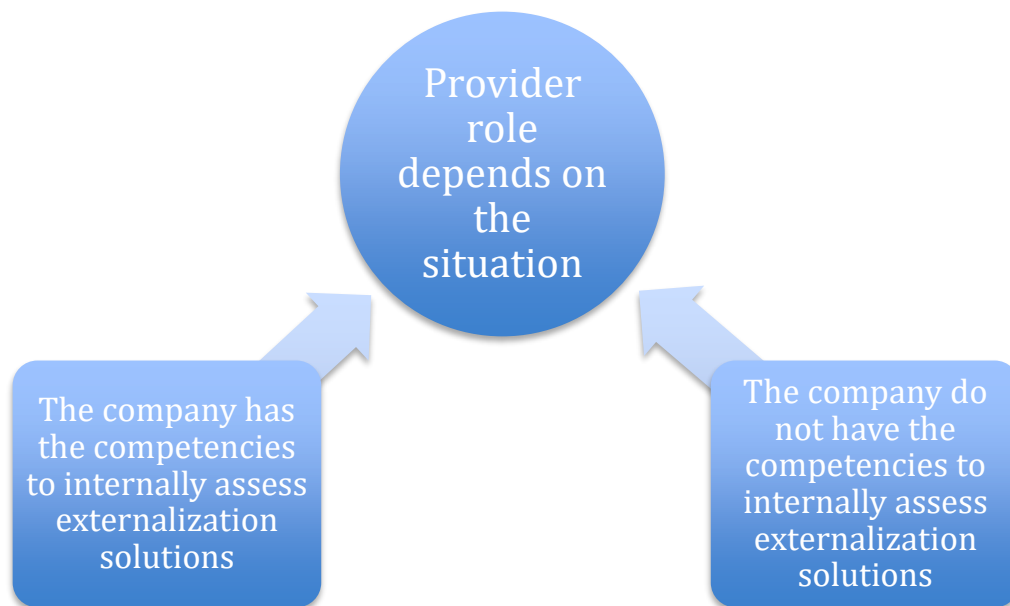 Provider
role
depends on
the
situation
The company has
the competencies
to internally assess
externalization
solutions
The company do
not have the
competencies to
internally assess
externalization
solutions